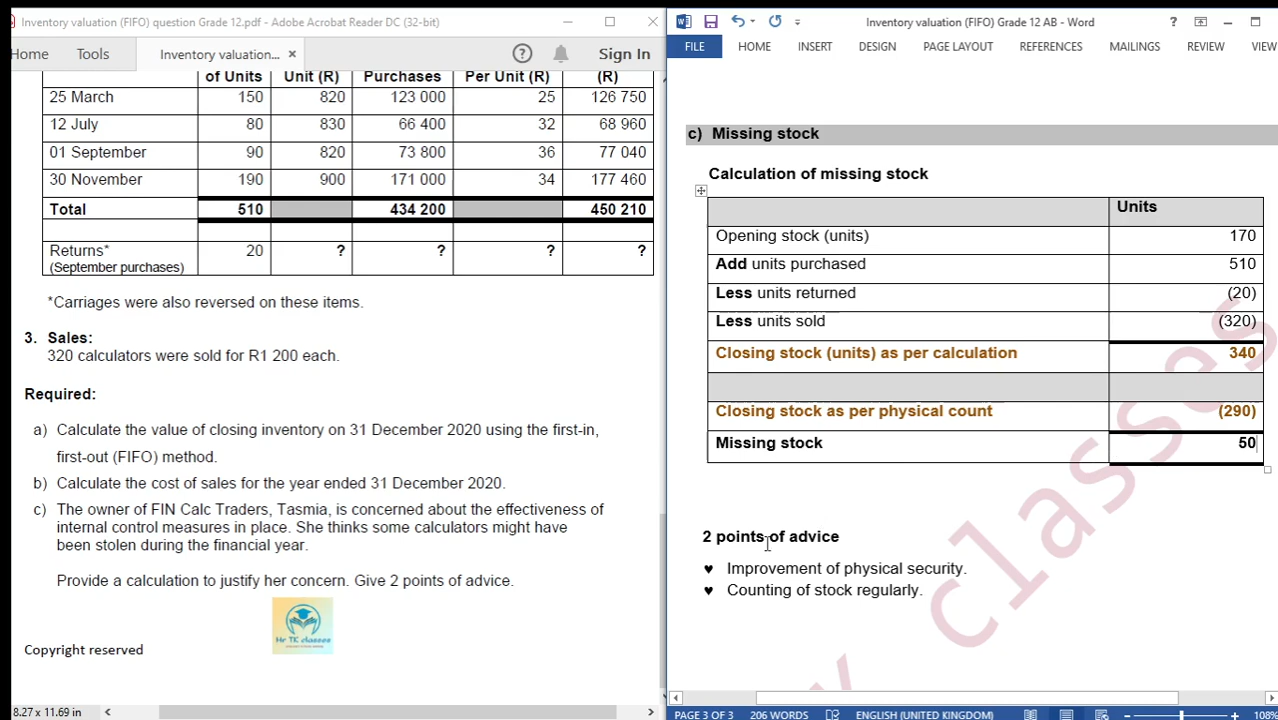 Inventory valuation (FIFO) question Grade 12.pdf - Adobe Acrobat Reader DC (32-bit)
Home Tools Inventory valuation... × ? Sign In
of Units Unit (R) Purchases Per Unit (R) (R)
25 March 150 820 123 000 25 126 750
12 July 80 830 66 400 32 68 960
01 September 90 820 73 800 36 77 040
30 November 190 900 171 000 34 177 460
Total 510 434 200 450 210
Returns* 20 ? ? ? ?
(September purchases)
*Carriages were also reversed on these items.
3. Sales:
320 calculators were sold for R1 200 each.
Required:
a) Calculate the value of closing inventory on 31 December 2020 using the first-in,
first-out (FIFO) method.
b) Calculate the cost of sales for the year ended 31 December 2020.
c) The owner of FIN Calc Traders, Tasmia, is concerned about the effectiveness of
internal control measures in place. She thinks some calculators might have
been stolen during the financial year.
Provide a calculation to justify her concern. Give 2 points of advice.
Mr TK classes
Copyright reserved
8.27 x 11.69 in
Inventory valuation (FIFO) Grade 12 AB - Word
FILE HOME INSERT DESIGN PAGE LAYOUT REFERENCES MAILINGS REVIEW VIEW
c) Missing stock
Calculation of missing stock
Units
Opening stock (units) 170
Add units purchased 510
Less units returned (20)
Less units sold (320)
Closing stock (units) as per calculation 340
Closing stock as per physical count (290)
Missing stock 50
2 points of advice
♥ Improvement of physical security.
♥ Counting of stock regularly.
classes
PAGE 3 OF 3 206 WORDS ENGLISH (UNITED KINGDOM) 108%